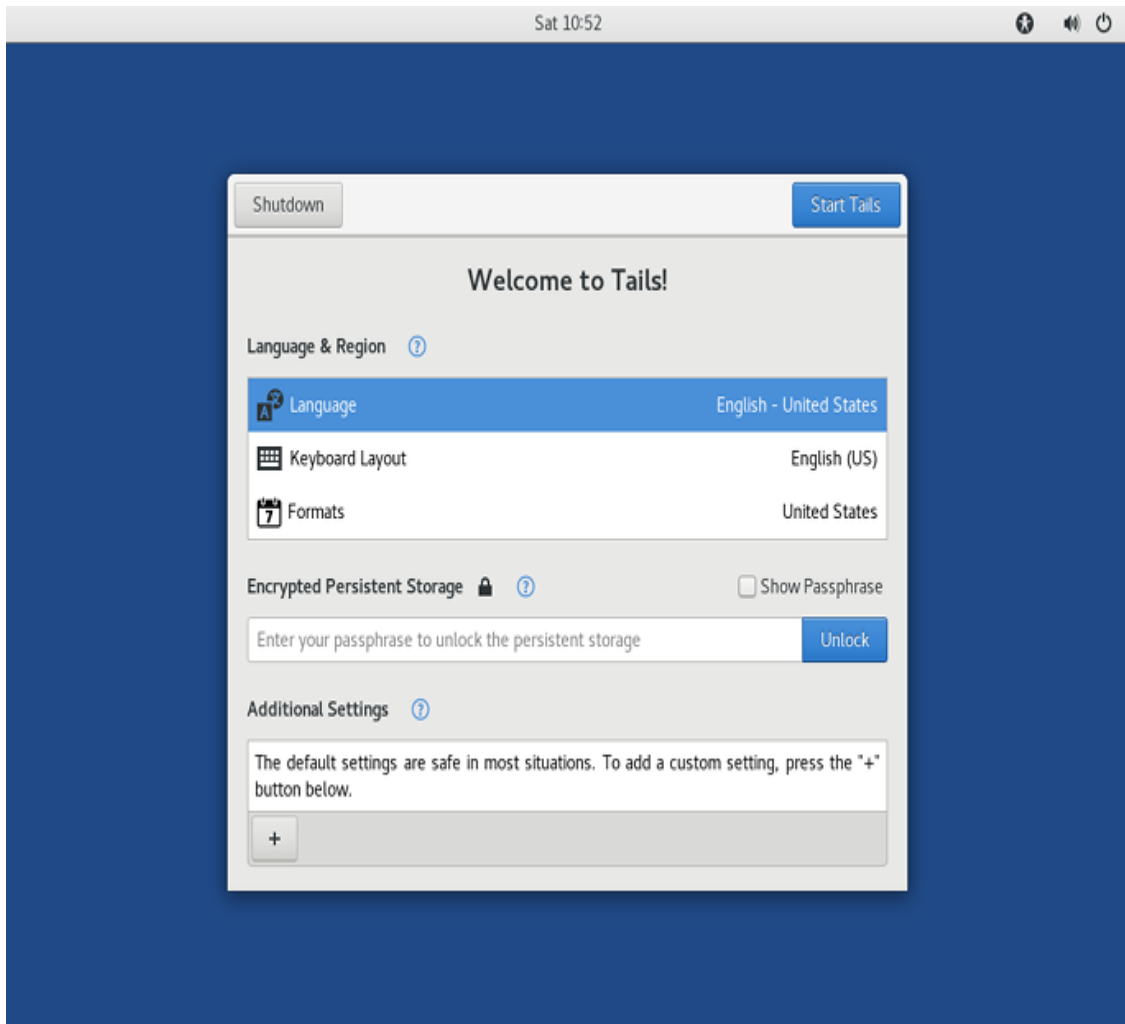 Sat 10:52
Shutdown
Start Tails
Welcome to Tails!
Language & Region ?
Language English - United States
Keyboard Layout English (US)
7 Formats United States
Encrypted Persistent Storage ? Show Passphrase
Enter your passphrase to unlock the persistent storage Unlock
Additional Settings ?
The default settings are safe in most situations. To add a custom setting, press the "+"
button below.
+